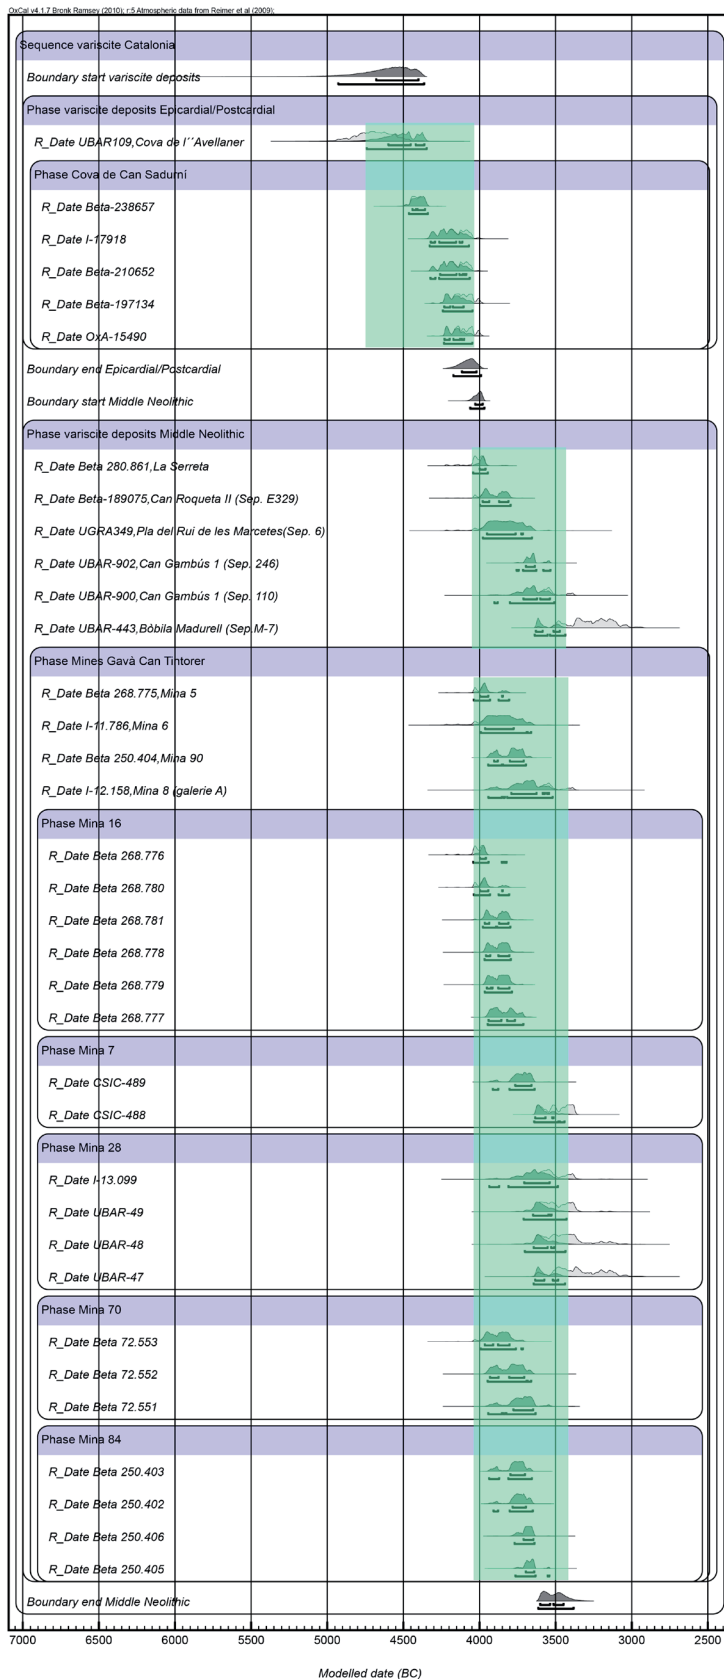 OxCal v4.1.7 Bronk Ramsey (2010); r:5 Atmospheric data from Reimer et al (2009);
Sequence variscite Catalonia
Boundary start variscite deposits
Phase variscite deposits Epicardial/Postcardial
R_Date UBAR109,Cova de l´´Avellaner
Phase Cova de Can Sadurní
R_Date Beta-238657
R_Date I-17918
R_Date Beta-210652
R_Date Beta-197134
R_Date OxA-15490
Boundary end Epicardial/Postcardial
Boundary start Middle Neolithic
Phase variscite deposits Middle Neolithic
R_Date Beta 280.861,La Serreta
R_Date Beta-189075,Can Roqueta II (Sep. E329)
R_Date UGRA349,Pla del Rui de les Marcetes(Sep. 6)
R_Date UBAR-902,Can Gambús 1 (Sep. 246)
R_Date UBAR-900,Can Gambús 1 (Sep. 110)
R_Date UBAR-443,Bòbila Madurell (Sep.M-7)
Phase Mines Gavà Can Tintorer
R_Date Beta 268.775,Mina 5
R_Date I-11.786,Mina 6
R_Date Beta 250.404,Mina 90
R_Date I-12.158,Mina 8 (galerie A)
Phase Mina 16
R_Date Beta 268.776
R_Date Beta 268.780
R_Date Beta 268.781
R_Date Beta 268.778
R_Date Beta 268.779
R_Date Beta 268.777
Phase Mina 7
R_Date CSIC-489
R_Date CSIC-488
Phase Mina 28
R_Date I-13.099
R_Date UBAR-49
R_Date UBAR-48
R_Date UBAR-47
Phase Mina 70
R_Date Beta 72.553
R_Date Beta 72.552
R_Date Beta 72.551
Phase Mina 84
R_Date Beta 250.403
R_Date Beta 250.402
R_Date Beta 250.406
R_Date Beta 250.405
Boundary end Middle Neolithic
7000 6500 6000 5500 5000 4500 4000 3500 3000 2500
Modelled date (BC)